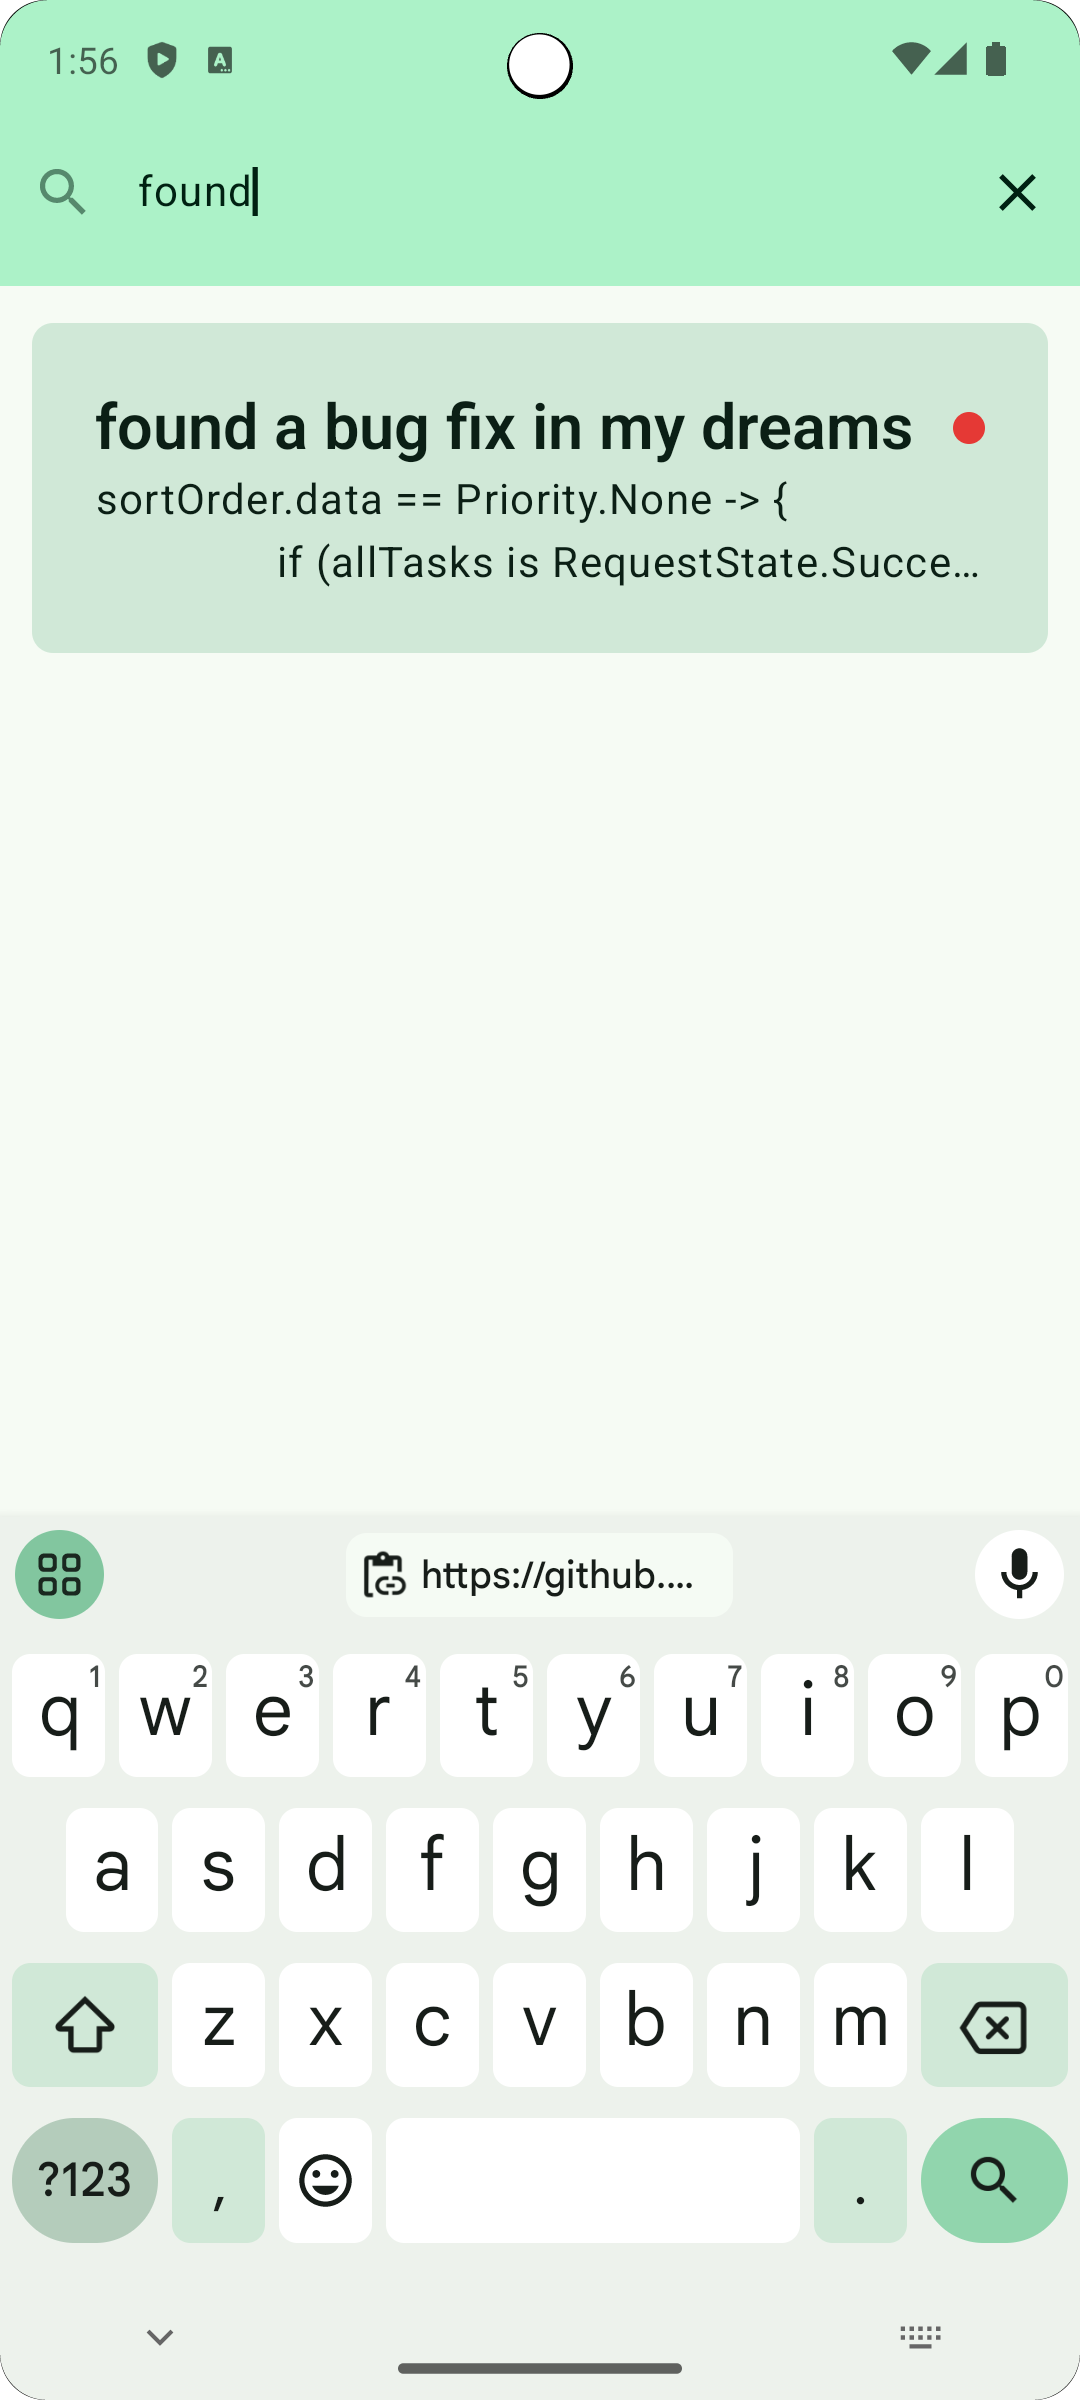 1:56
found
found a bug fix in my dreams
sortOrder.data == Priority.None -> {
if (allTasks is RequestState.Succe…
https://github....
q 1 w 2 e 3 r 4 t 5 y 6 u 7 i 8 o 9 p 0
a s d f g h j k l
z x c v b n m
?123 , .